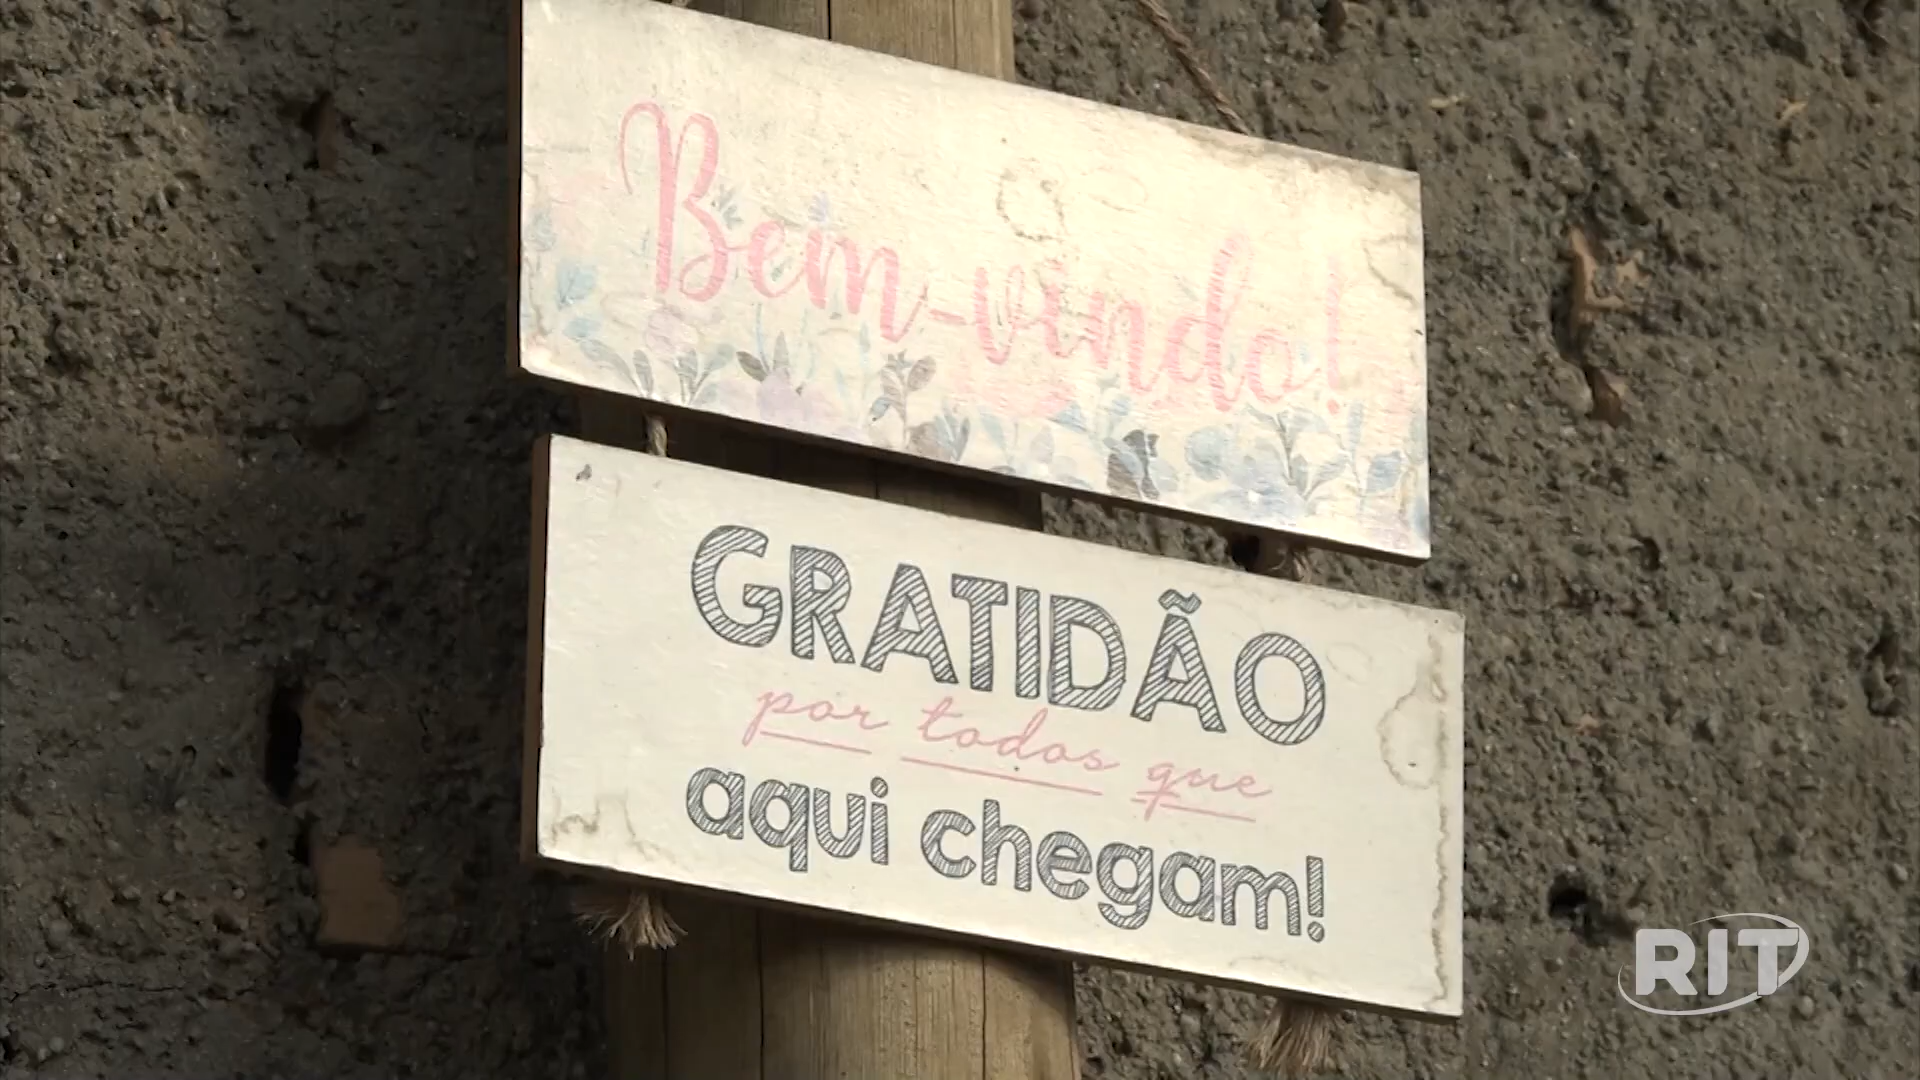 Bem-vindo!
GRATIDÃO
por todos que
aqui chegam!
RIT